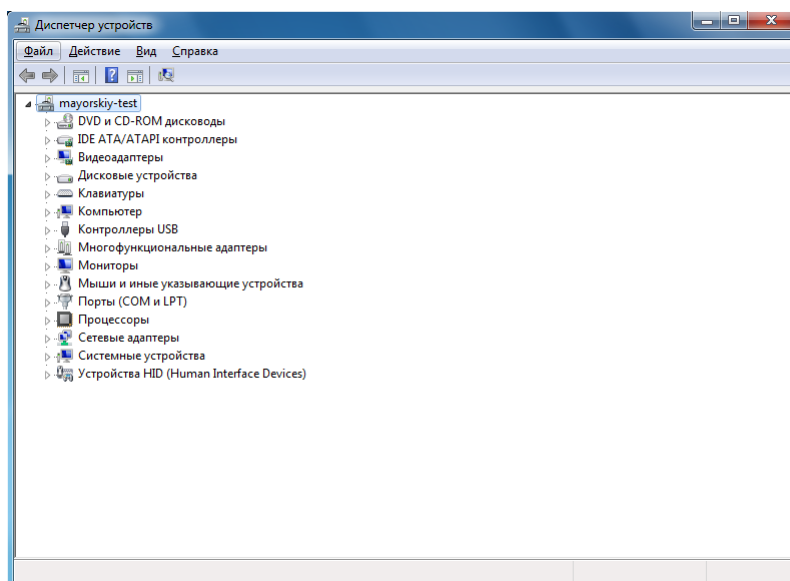 Диспетчер устройств
Файл Действие Вид Справка
mayorskiy-test
DVD и CD-ROM дисководы
IDE ATA/ATAPI контроллеры
Видеоадаптеры
Дисковые устройства
Клавиатуры
Компьютер
Контроллеры USB
Многофункциональные адаптеры
Мониторы
Мыши и иные указывающие устройства
Порты (COM и LPT)
Процессоры
Сетевые адаптеры
Системные устройства
Устройства HID (Human Interface Devices)